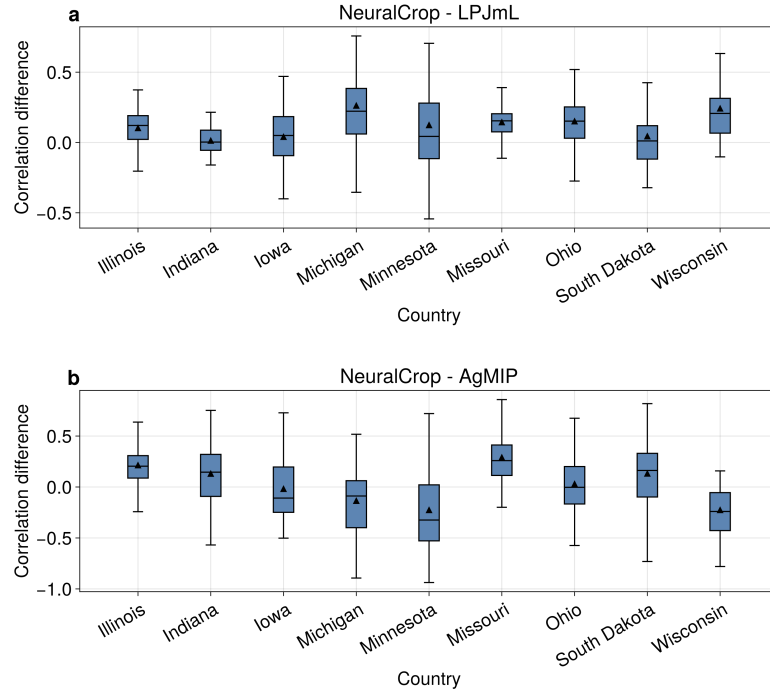 a
NeuralCrop - LPJmL
Correlation difference
0.5
0.0
−0.5
Illinois
Indiana
Iowa
Michigan
Minnesota
Missouri
Ohio
South Dakota
Wisconsin
Country
b
NeuralCrop - AgMIP
Correlation difference
0.5
0.0
−0.5
−1.0
Illinois
Indiana
Iowa
Michigan
Minnesota
Missouri
Ohio
South Dakota
Wisconsin
Country